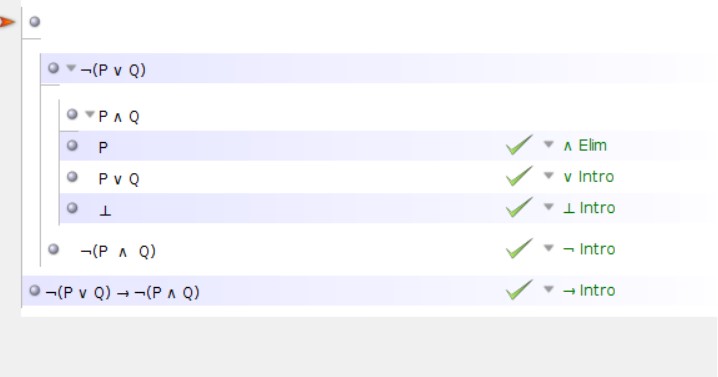 ¬(P ∨ Q)
P ∧ Q
P ∧ Elim
P ∨ Q ∨ Intro
⊥ ⊥ Intro
¬(P ∧ Q) ¬ Intro
¬(P ∨ Q) → ¬(P ∧ Q) → Intro